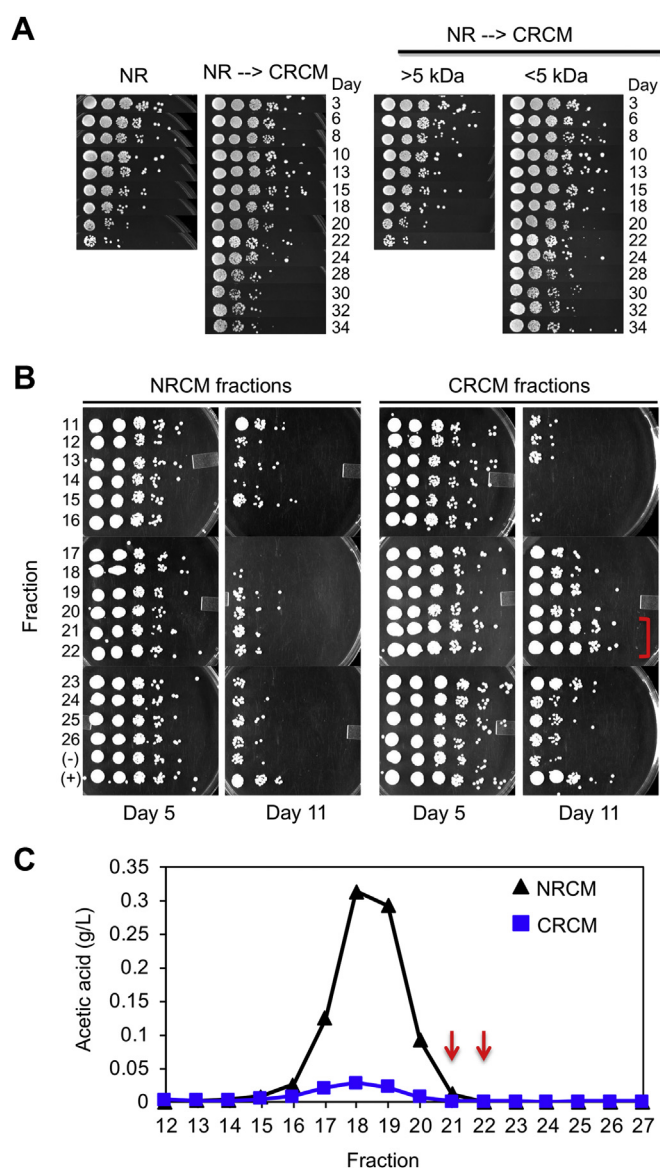 A
NR --> CRCM
NR
NR --> CRCM
Day
>5 kDa
<5 kDa
3
3
6
6
8
8
10
10
13
13
15
15
18
18
20
20
22
22
24
24
28
28
30
30
32
32
34
34
B
NRCM fractions
CRCM fractions
Fraction
11
12
13
14
15
16
17
18
19
20
21
22
23
24
25
26
(-)
(+)
Day 5
Day 11
Day 5
Day 11
C
Acetic acid (g/L)
0.35
0.3
0.25
0.2
0.15
0.1
0.05
0
NRCM
CRCM
12 13 14 15 16 17 18 19 20 21 22 23 24 25 26 27
Fraction